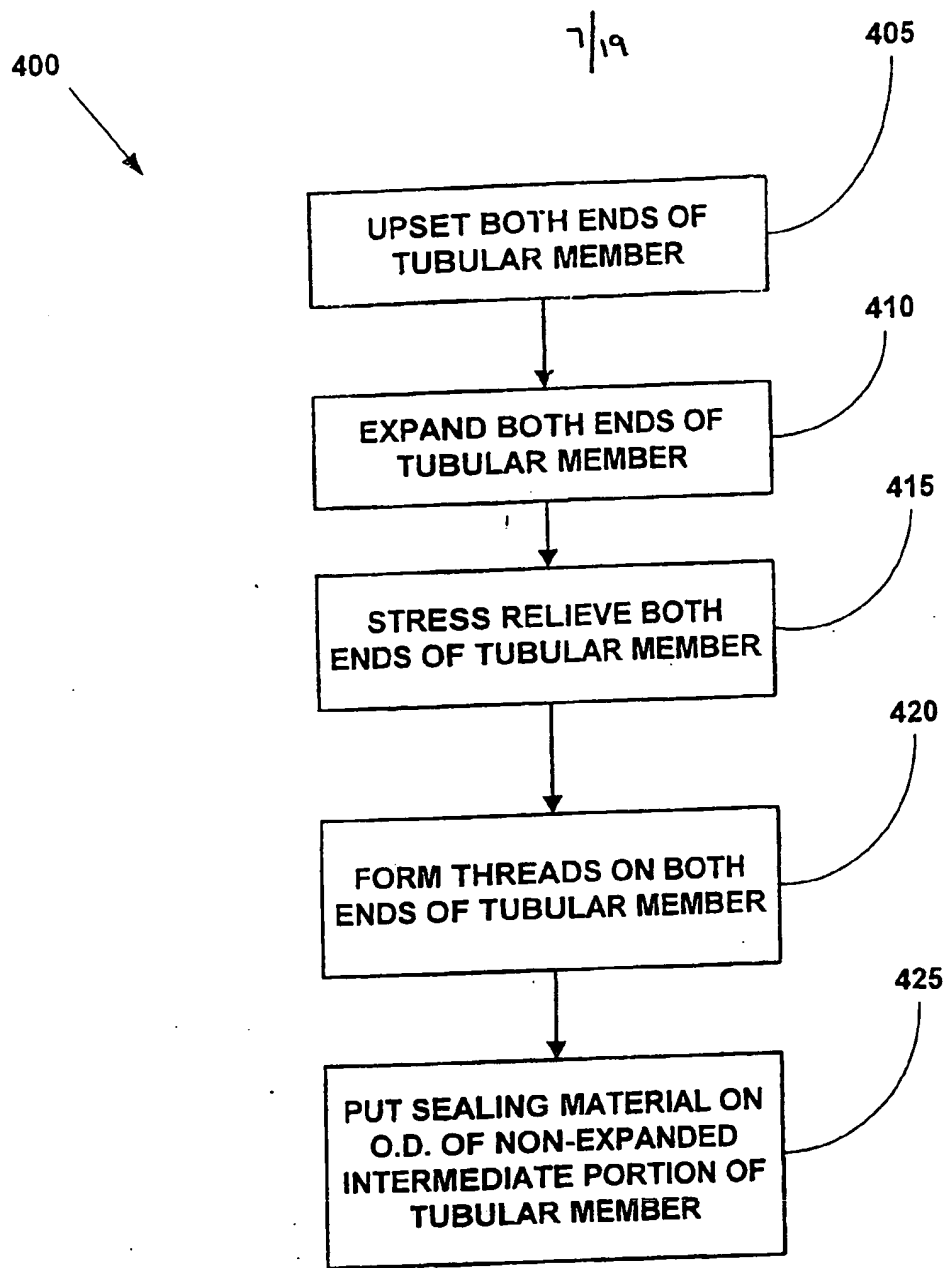 7/19
400
405
UPSET BOTH ENDS OF
TUBULAR MEMBER
410
EXPAND BOTH ENDS OF
TUBULAR MEMBER
415
STRESS RELIEVE BOTH
ENDS OF TUBULAR MEMBER
420
FORM THREADS ON BOTH
ENDS OF TUBULAR MEMBER
425
PUT SEALING MATERIAL ON
O.D. OF NON-EXPANDED
INTERMEDIATE PORTION OF
TUBULAR MEMBER